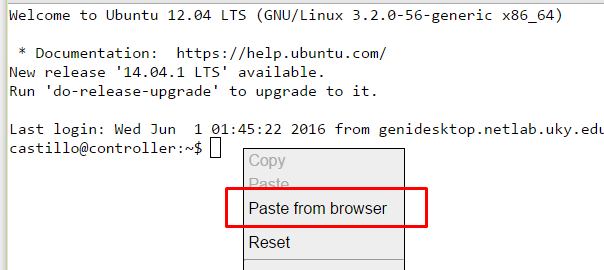 Welcome to Ubuntu 12.04 LTS (GNU/Linux 3.2.0-56-generic x86_64)
* Documentation: https://help.ubuntu.com/
New release '14.04.1 LTS' available.
Run 'do-release-upgrade' to upgrade to it.
Last login: Wed Jun 1 01:45:22 2016 from genidesktop.netlab.uky.edu
castillo@controller:~$
Copy
Paste
Paste from browser
Reset